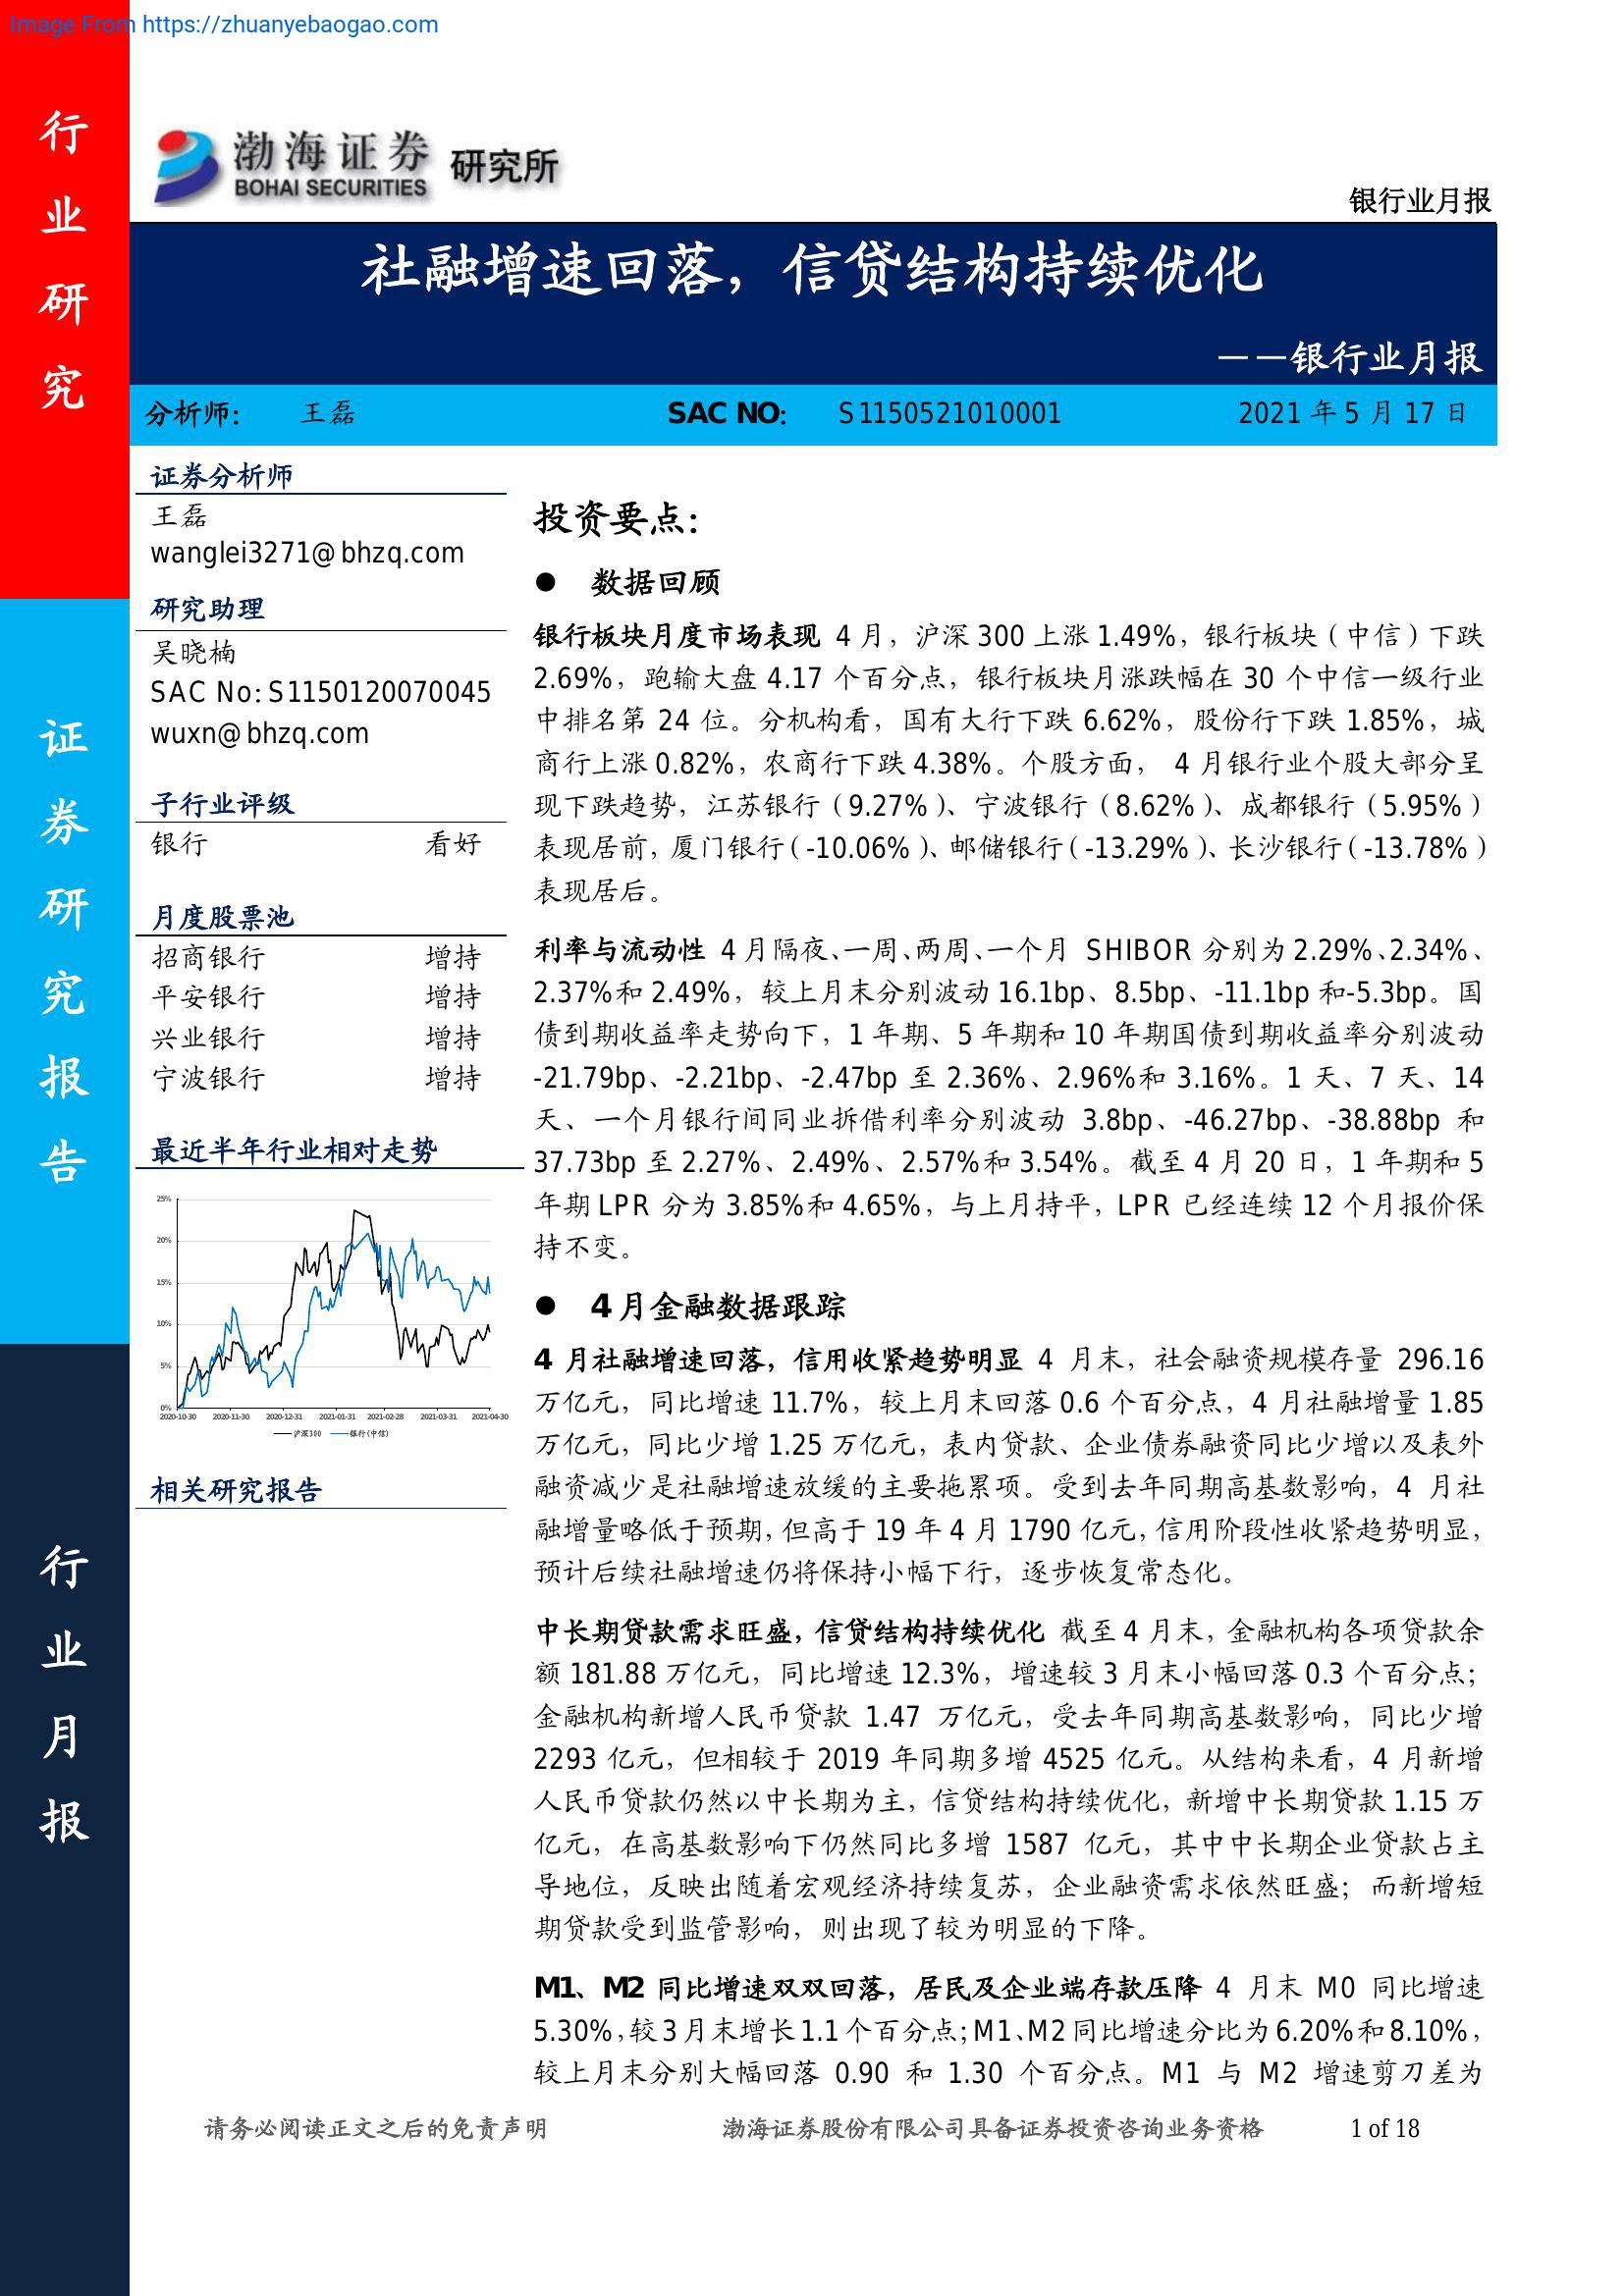 Image From https://zhuanyebaogao.com
行业研究
证券研究报告
行业月报
渤海证券 研究所
BOHAI SECURITIES
银行业月报
社融增速回落，信贷结构持续优化
——银行业月报
分析师： 王磊 SAC NO: S1150521010001 2021 年 5 月 17 日
证券分析师
王磊
wanglei3271@bhzq.com
研究助理
吴晓楠
SAC No: S1150120070045
wuxn@bhzq.com
子行业评级
银行 看好
月度股票池
招商银行 增持
平安银行 增持
兴业银行 增持
宁波银行 增持
最近半年行业相对走势
25%
20%
15%
10%
5%
0%
2020-10-30 2020-11-30 2020-12-31 2021-01-31 2021-02-28 2021-03-31 2021-04-30
沪深300 银行(中信)
相关研究报告
投资要点：
● 数据回顾
银行板块月度市场表现 4 月，沪深 300 上涨 1.49%，银行板块（中信）下跌
2.69%，跑输大盘 4.17 个百分点，银行板块月涨跌幅在 30 个中信一级行业
中排名第 24 位。分机构看，国有大行下跌 6.62%，股份行下跌 1.85%，城
商行上涨 0.82%，农商行下跌 4.38%。个股方面， 4 月银行业个股大部分呈
现下跌趋势，江苏银行（9.27%）、宁波银行（8.62%）、成都银行（5.95%）
表现居前，厦门银行（-10.06%）、邮储银行（-13.29%）、长沙银行（-13.78%）
表现居后。
利率与流动性 4 月隔夜、一周、两周、一个月 SHIBOR 分别为 2.29%、2.34%、
2.37%和 2.49%，较上月末分别波动 16.1bp、8.5bp、-11.1bp 和-5.3bp。国
债到期收益率走势向下，1 年期、5 年期和 10 年期国债到期收益率分别波动
-21.79bp、-2.21bp、-2.47bp 至 2.36%、2.96%和 3.16%。1 天、7 天、14
天、一个月银行间同业拆借利率分别波动 3.8bp、-46.27bp、-38.88bp 和
37.73bp 至 2.27%、2.49%、2.57%和 3.54%。截至 4 月 20 日，1 年期和 5
年期 LPR 分为 3.85%和 4.65%，与上月持平，LPR 已经连续 12 个月报价保
持不变。
● 4 月金融数据跟踪
4 月社融增速回落，信用收紧趋势明显 4 月末，社会融资规模存量 296.16
万亿元，同比增速 11.7%，较上月末回落 0.6 个百分点，4 月社融增量 1.85
万亿元，同比少增 1.25 万亿元，表内贷款、企业债券融资同比少增以及表外
融资减少是社融增速放缓的主要拖累项。受到去年同期高基数影响，4 月社
融增量略低于预期，但高于 19 年 4 月 1790 亿元，信用阶段性收紧趋势明显，
预计后续社融增速仍将保持小幅下行，逐步恢复常态化。
中长期贷款需求旺盛，信贷结构持续优化 截至 4 月末，金融机构各项贷款余
额 181.88 万亿元，同比增速 12.3%，增速较 3 月末小幅回落 0.3 个百分点；
金融机构新增人民币贷款 1.47 万亿元，受去年同期高基数影响，同比少增
2293 亿元，但相较于 2019 年同期多增 4525 亿元。从结构来看，4 月新增
人民币贷款仍然以中长期为主，信贷结构持续优化，新增中长期贷款 1.15 万
亿元，在高基数影响下仍然同比多增 1587 亿元，其中中长期企业贷款占主
导地位，反映出随着宏观经济持续复苏，企业融资需求依然旺盛；而新增短
期贷款受到监管影响，则出现了较为明显的下降。
M1、M2 同比增速双双回落，居民及企业端存款压降 4 月末 M0 同比增速
5.30%，较 3 月末增长 1.1 个百分点；M1、M2 同比增速分比为 6.20%和 8.10%，
较上月末分别大幅回落 0.90 和 1.30 个百分点。M1 与 M2 增速剪刀差为
请务必阅读正文之后的免责声明 渤海证券股份有限公司具备证券投资咨询业务资格 1 of 18